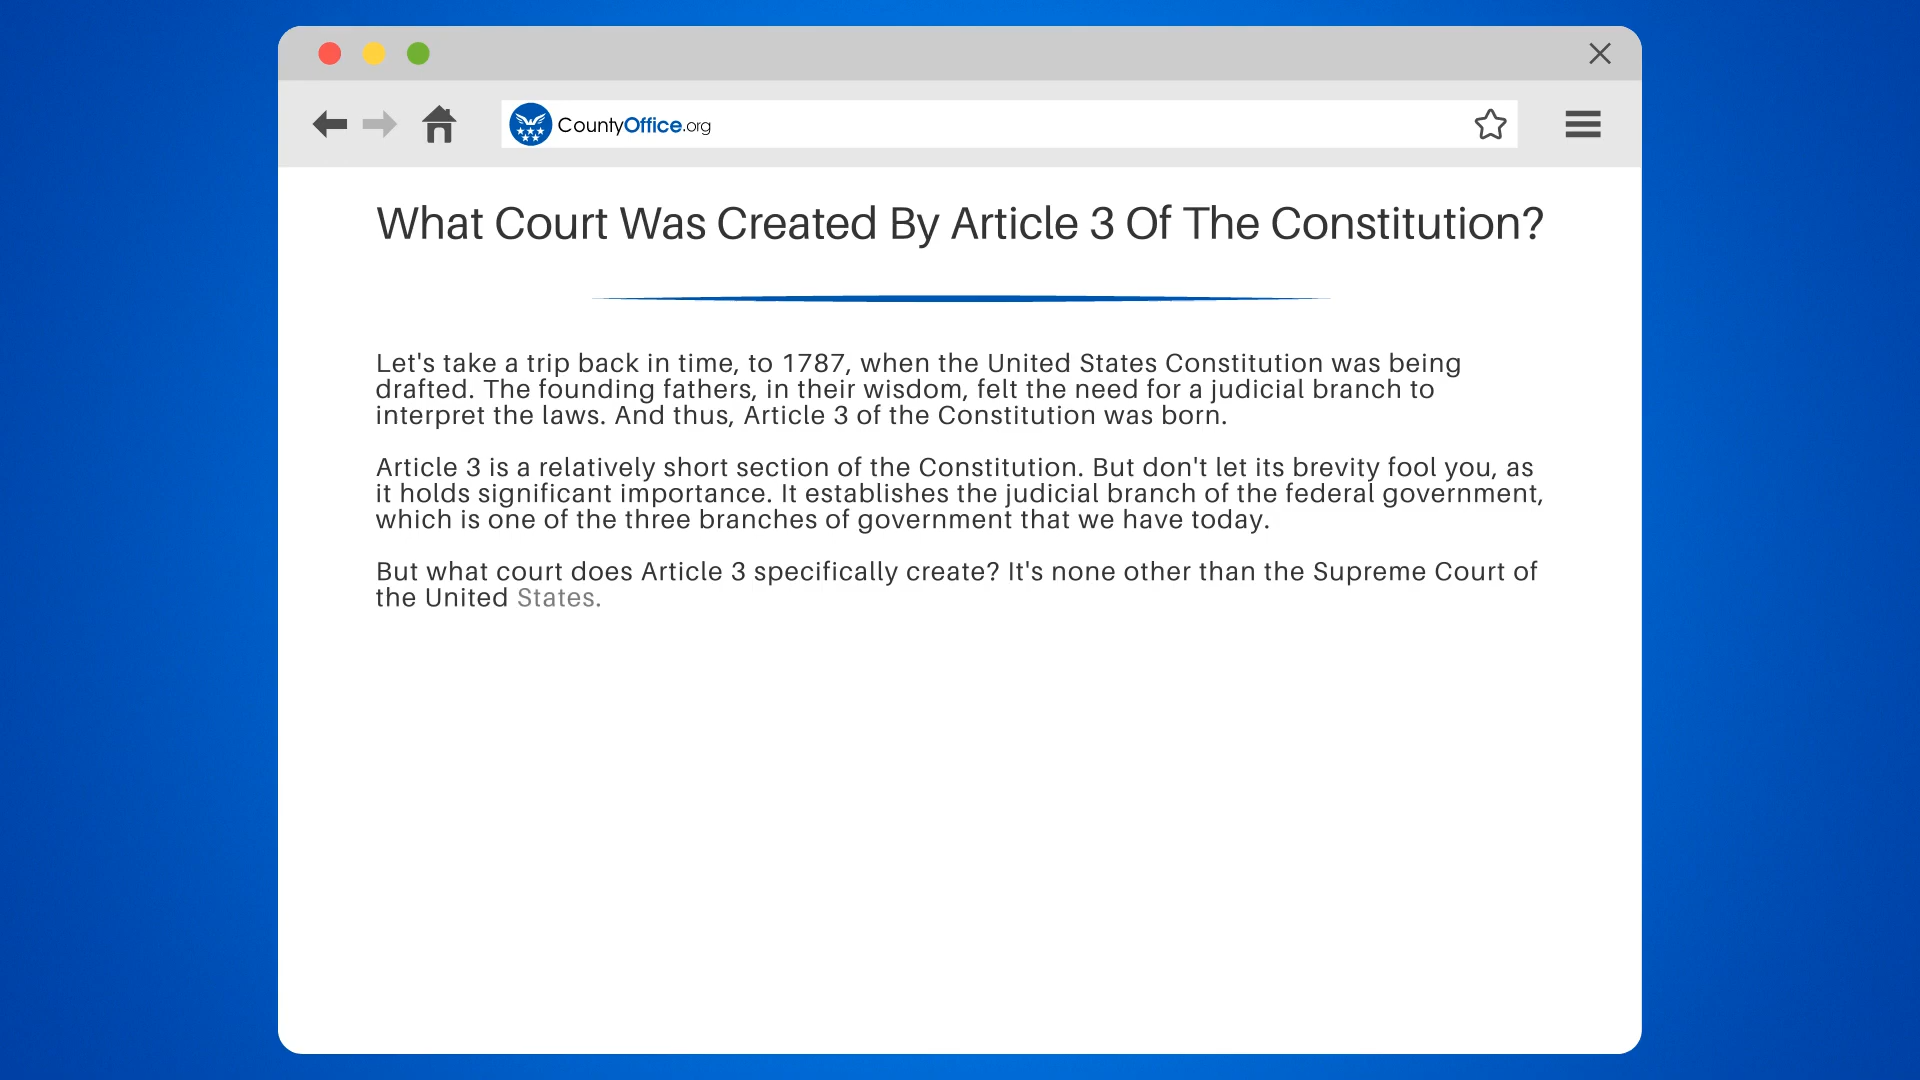 CountyOffice.org
What Court Was Created By Article 3 Of The Constitution?
Let's take a trip back in time, to 1787, when the United States Constitution was being
drafted. The founding fathers, in their wisdom, felt the need for a judicial branch to
interpret the laws. And thus, Article 3 of the Constitution was born.
Article 3 is a relatively short section of the Constitution. But don't let its brevity fool you, as
it holds significant importance. It establishes the judicial branch of the federal government,
which is one of the three branches of government that we have today.
But what court does Article 3 specifically create? It's none other than the Supreme Court of
the United States.